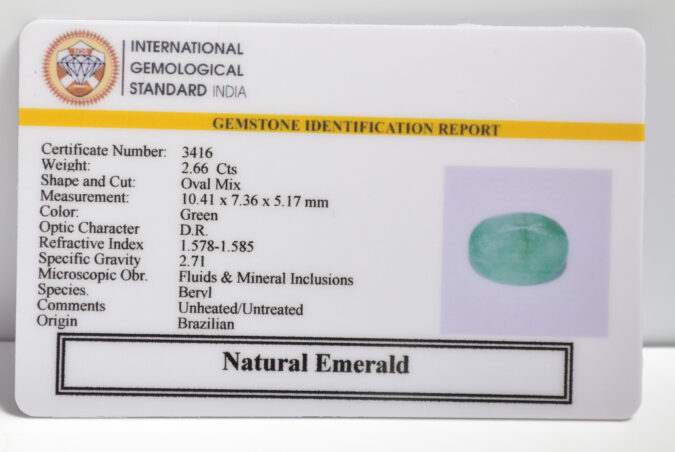 INTERNATIONAL
GEMOLOGICAL
STANDARD INDIA
GEMSTONE IDENTIFICATION REPORT
Certificate Number: 3416
Weight: 2.66 Cts
Shape and Cut: Oval Mix
Measurement: 10.41 x 7.36 x 5.17 mm
Color: Green
Optic Character D.R.
Refractive Index 1.578-1.585
Specific Gravity 2.71
Microscopic Obr. Fluids & Mineral Inclusions
Species. Beryl
Comments Unheated/Untreated
Origin Brazilian
Natural Emerald